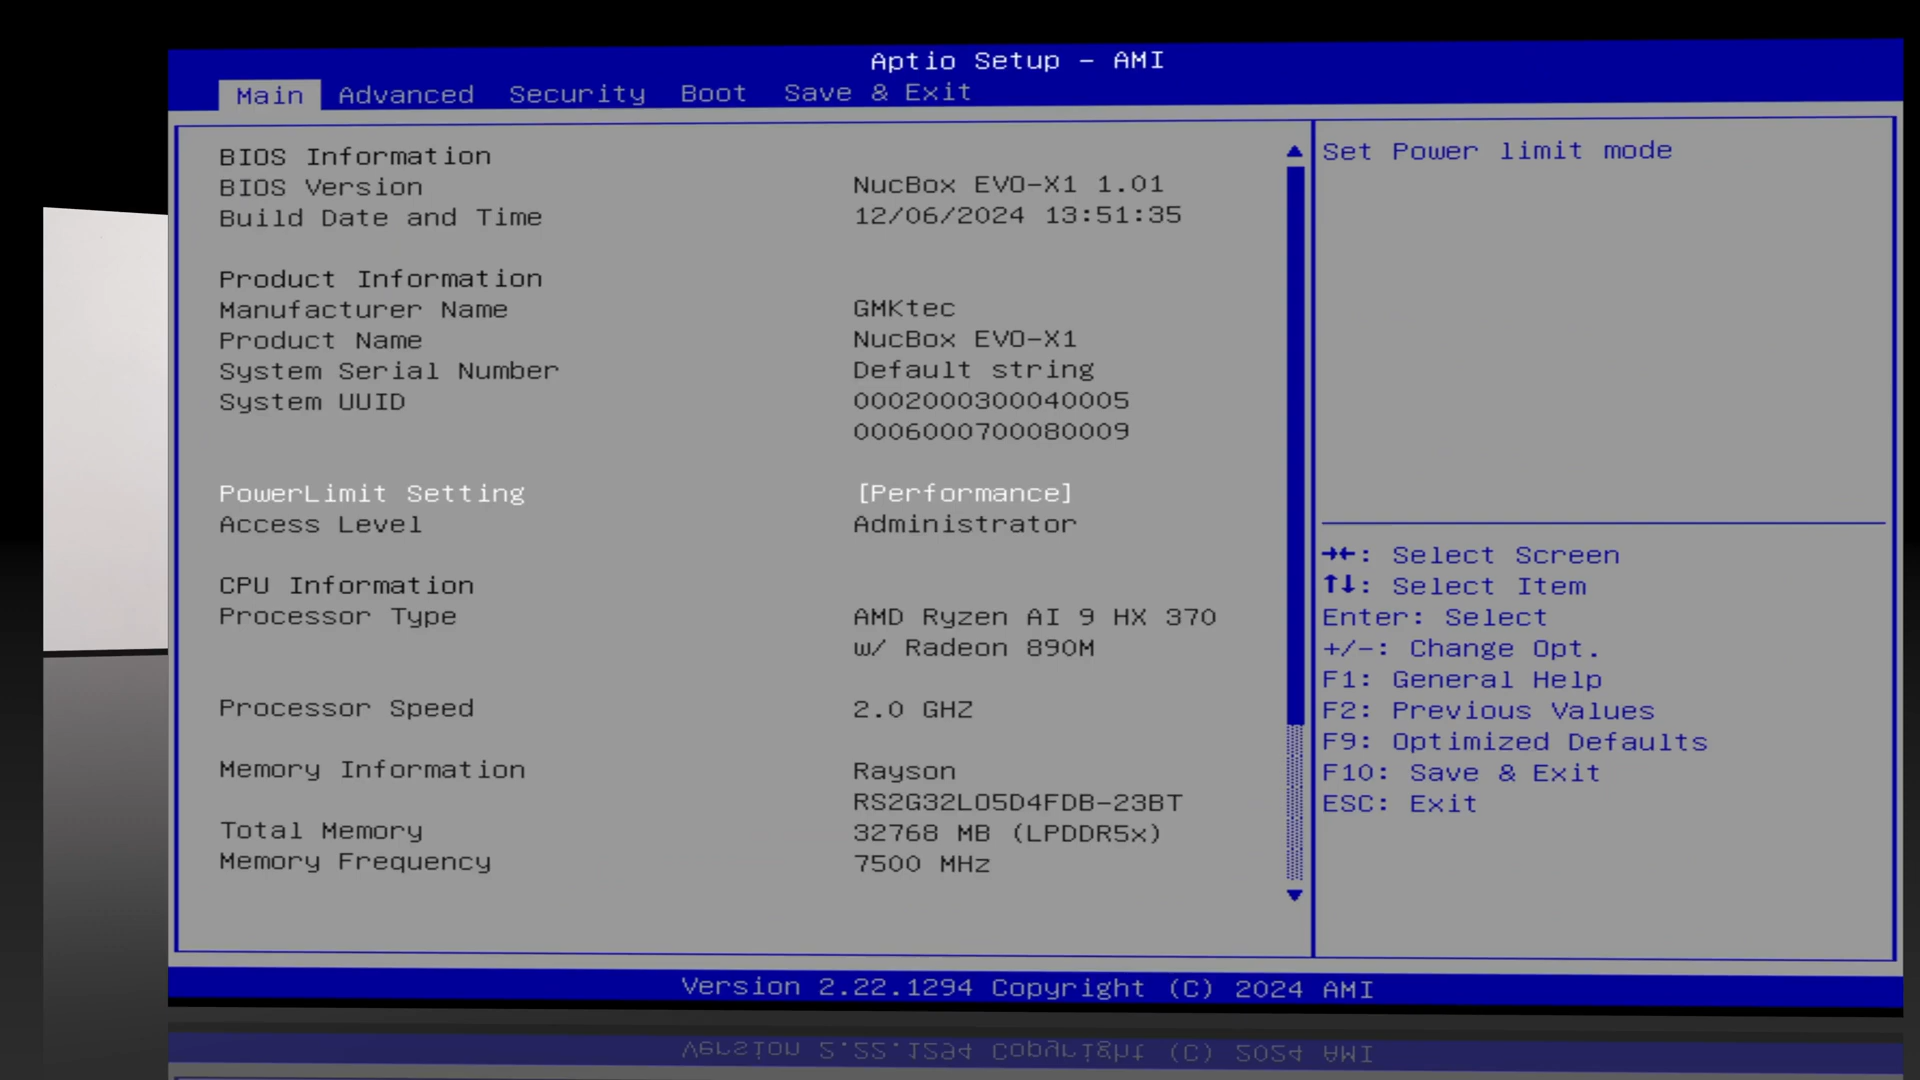 Aptio Setup - AMI
Main Advanced Security Boot Save & Exit
BIOS Information
BIOS Version NucBox EVO-X1 1.01
Build Date and Time 12/06/2024 13:51:35
Product Information
Manufacturer Name GMKtec
Product Name NucBox EVO-X1
System Serial Number Default string
System UUID 0002000300040005
0006000700080009
PowerLimit Setting [Performance]
Access Level Administrator
CPU Information
Processor Type AMD Ryzen AI 9 HX 370
w/ Radeon 890M
Processor Speed 2.0 GHZ
Memory Information Rayson
RS2G32LO5D4FDB-23BT
Total Memory 32768 MB (LPDDR5x)
Memory Frequency 7500 MHz
Set Power limit mode
→←: Select Screen
↑↓: Select Item
Enter: Select
+/-: Change Opt.
F1: General Help
F2: Previous Values
F9: Optimized Defaults
F10: Save & Exit
ESC: Exit
Version 2.22.1294 Copyright (C) 2024 AMI